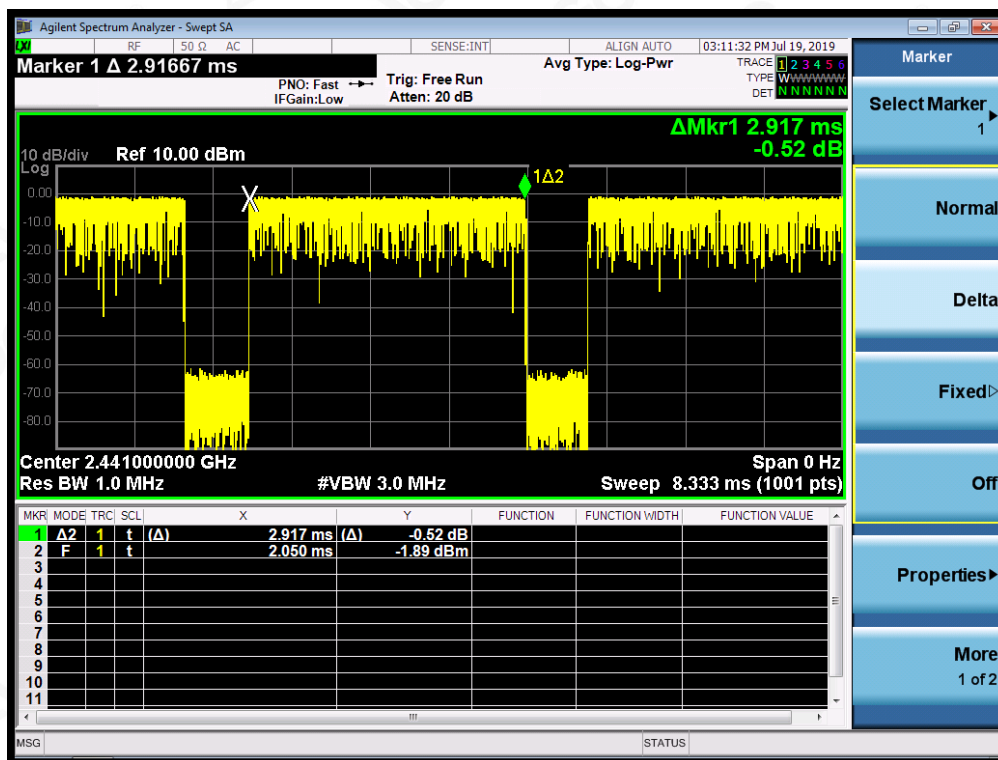 Agilent Spectrum Analyzer - Swept SA
LXI RF 50 Ω AC SENSE:INT ALIGN AUTO 03:11:32 PM Jul 19, 2019
Marker 1 Δ 2.91667 ms
PNO: Fast
IFGain:Low
Trig: Free Run
Atten: 20 dB
Avg Type: Log-Pwr
TRACE 1 2 3 4 5 6
TYPE WWWWWWW
DET N N N N N N
ΔMkr1 2.917 ms
-0.52 dB
10 dB/div Ref 10.00 dBm
Log
1Δ2
0.00
-10.0
-20.0
-30.0
-40.0
-50.0
-60.0
-70.0
-80.0
X
Center 2.441000000 GHz Span 0 Hz
Res BW 1.0 MHz #VBW 3.0 MHz Sweep 8.333 ms (1001 pts)
MKR MODE TRC SCL X Y FUNCTION FUNCTION WIDTH FUNCTION VALUE
1 Δ2 1 t (Δ) 2.917 ms (Δ) -0.52 dB
2 F 1 t 2.050 ms -1.89 dBm
3
4
5
6
7
8
9
10
11
MSG STATUS
Marker
Select Marker
1
Normal
Delta
Fixed
Off
Properties
More
1 of 2